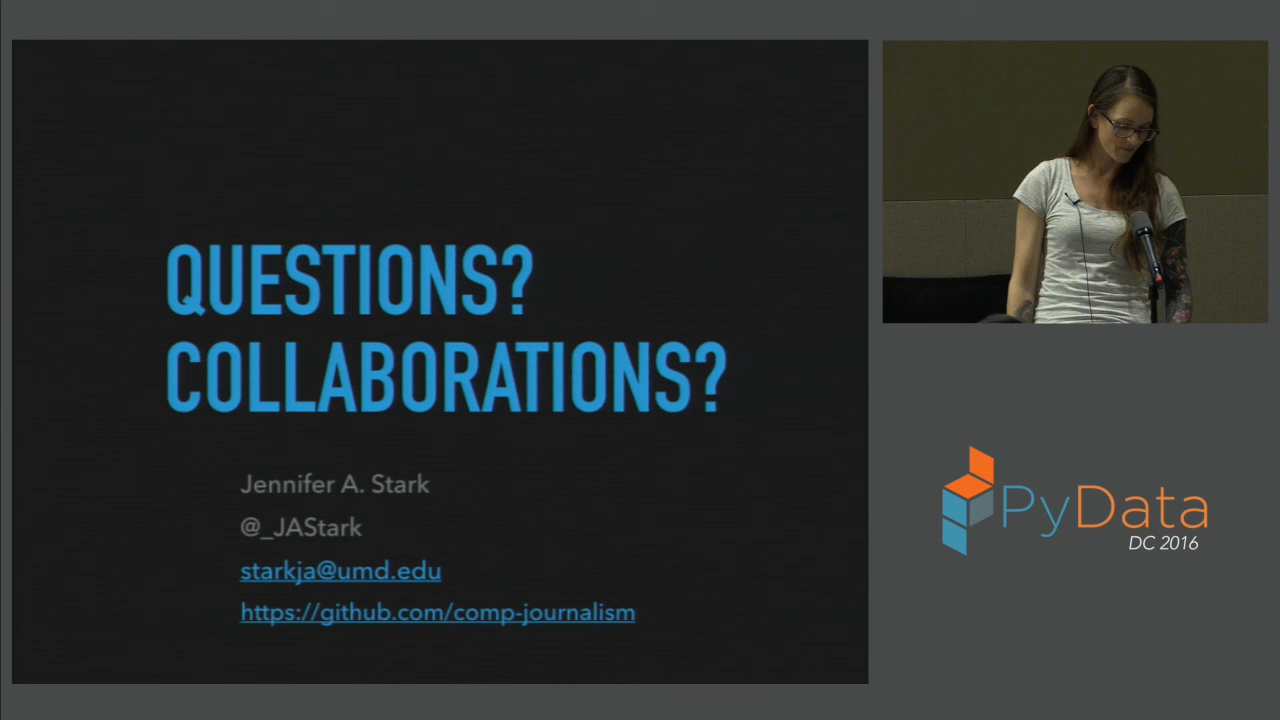 QUESTIONS?
COLLABORATIONS?
Jennifer A. Stark
@_JAStark
starkja@umd.edu
https://github.com/comp-journalism
PyData
DC 2016